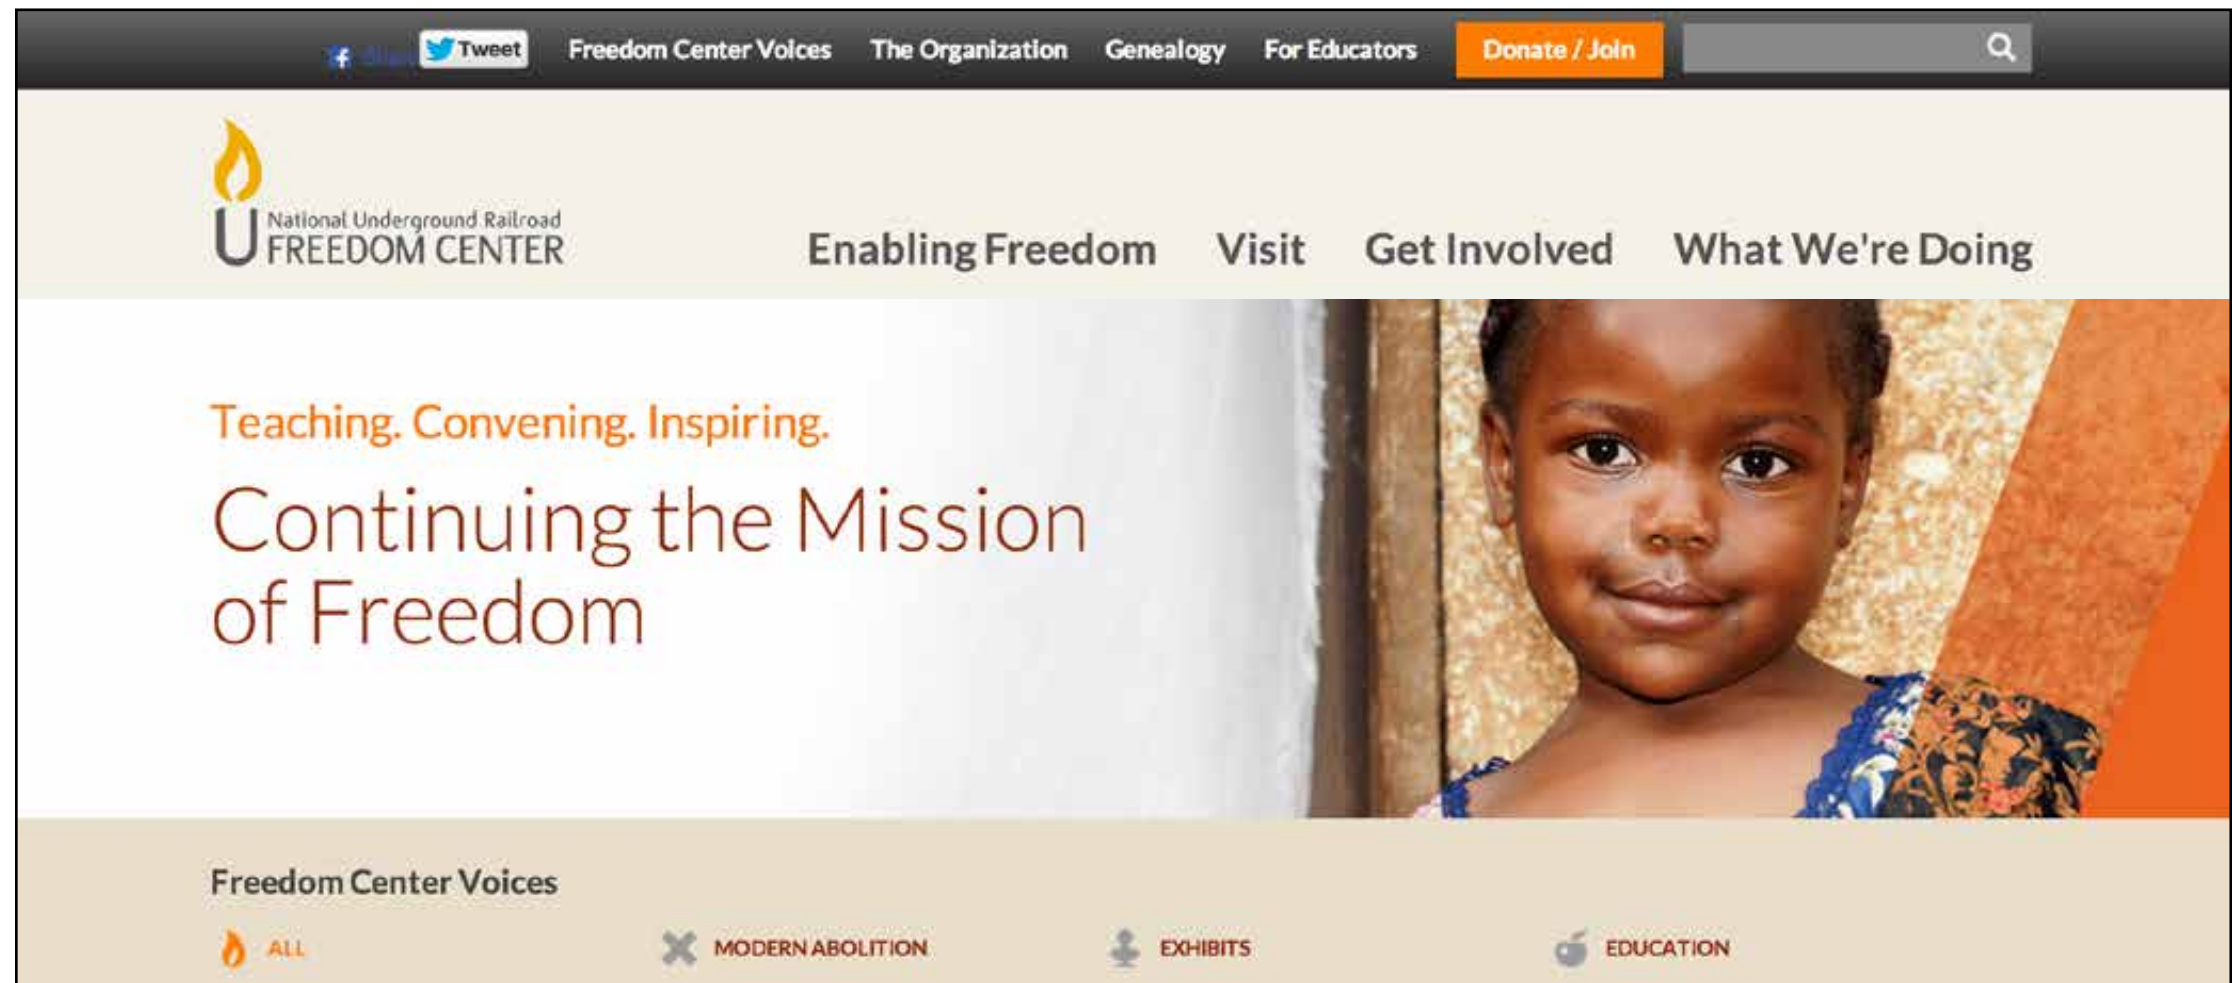 Tweet
Freedom Center Voices
The Organization
Genealogy
For Educators
Donate / Join
National Underground Railroad
FREEDOM CENTER
Enabling Freedom
Visit
Get Involved
What We're Doing
Teaching. Convening. Inspiring.
Continuing the Mission
of Freedom
Freedom Center Voices
ALL
MODERN ABOLITION
EXHIBITS
EDUCATION